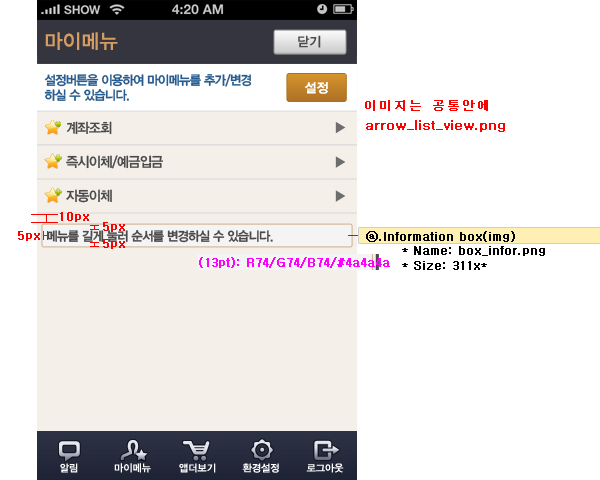 SHOW 4:20 AM
마이메뉴 닫기
설정버튼을 이용하여 마이메뉴를 추가/변경
하실 수 있습니다.
설정
이미지는 공통안에
arrow_list_view.png
계좌조회
즉시이체/예금입금
자동이체
10px
5px
5px 메뉴를 길게 눌러 순서를 변경하실 수 있습니다.
5px
ⓐ.Information box(img)
* Name: box_infor.png
* Size: 311x*
(13pt): R74/G74/B74/#4a4a4a
알림 마이메뉴 앱더보기 환경설정 로그아웃